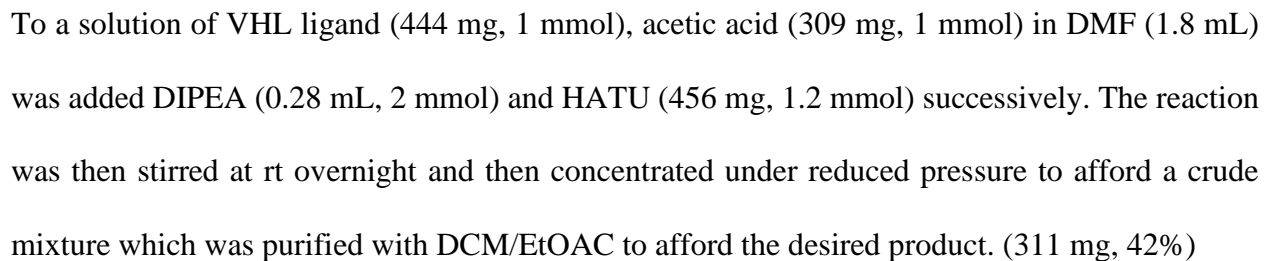 To a solution of VHL ligand (444 mg, 1 mmol), acetic acid (309 mg, 1 mmol) in DMF (1.8 mL)
was added DIPEA (0.28 mL, 2 mmol) and HATU (456 mg, 1.2 mmol) successively. The reaction
was then stirred at rt overnight and then concentrated under reduced pressure to afford a crude
mixture which was purified with DCM/EtOAC to afford the desired product. (311 mg, 42%)